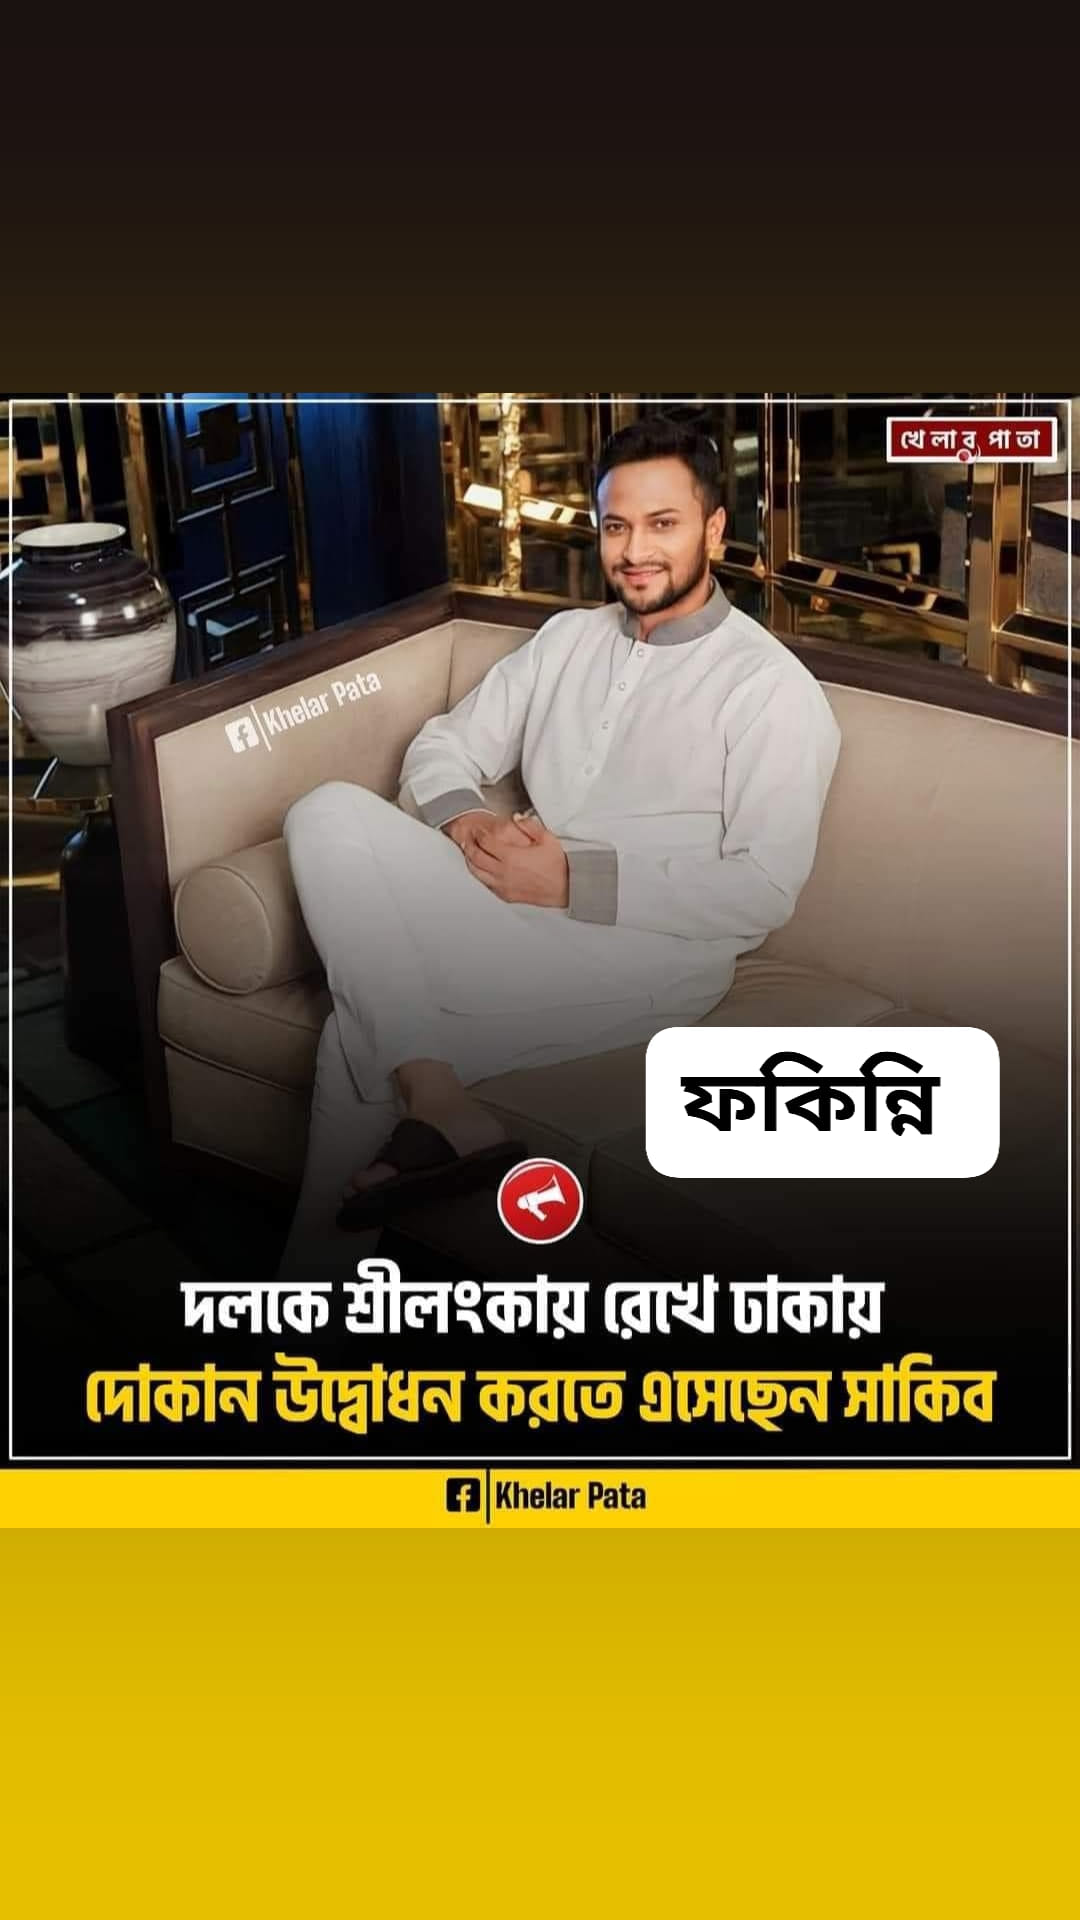 খেলার পাতা
Khelar Pata
ফকিন্নি
দলকে শ্রীলংকায় রেখে ঢাকায়
দোকান উদ্বোধন করতে এসেছেন সাকিব
Khelar Pata